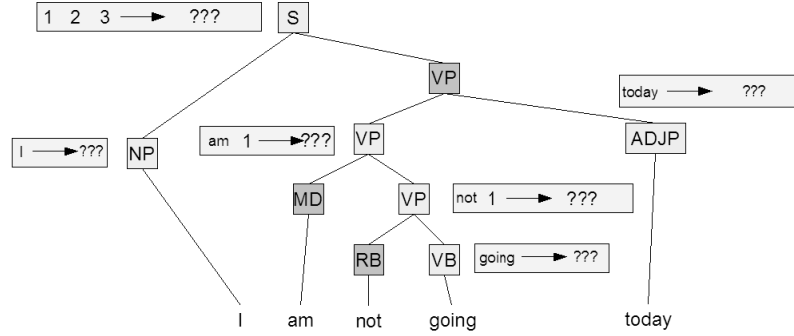 1 2 3 ⟶ ???
S
VP
today ⟶ ???
I ⟶ ???
NP
am 1 ⟶ ???
VP
ADJP
MD
VP
not 1 ⟶ ???
RB
VB
going ⟶ ???
I am not going today